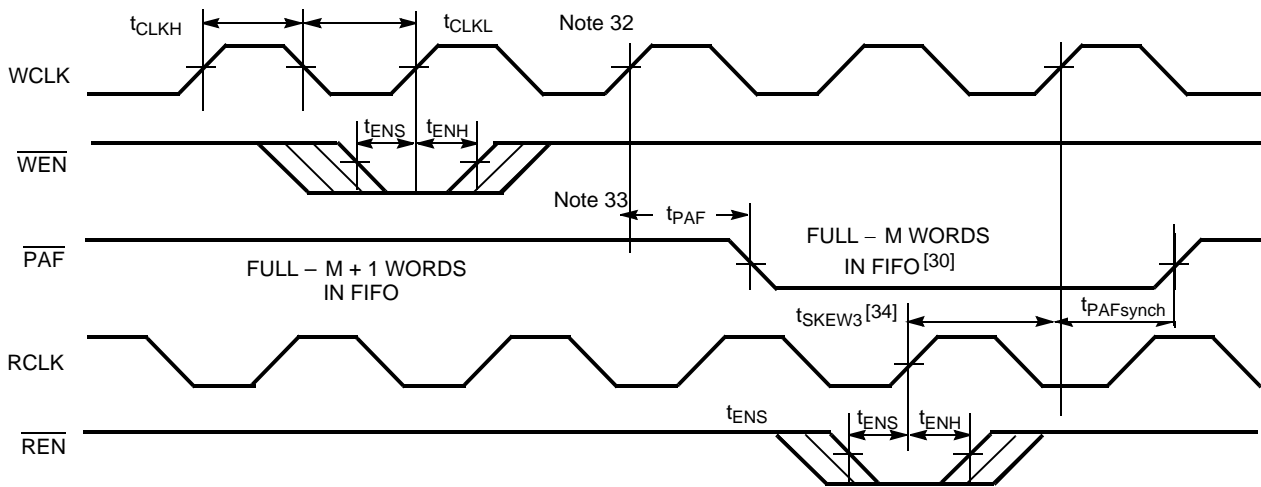 tCLKH
tCLKL
Note 32
WCLK
tENS
tENH
WEN
Note 33
tPAF
PAF
FULL – M + 1 WORDS
IN FIFO
FULL – M WORDS
IN FIFO[30]
tSKEW3[34]
tPAFsynch
RCLK
tENS
tENS
tENH
REN